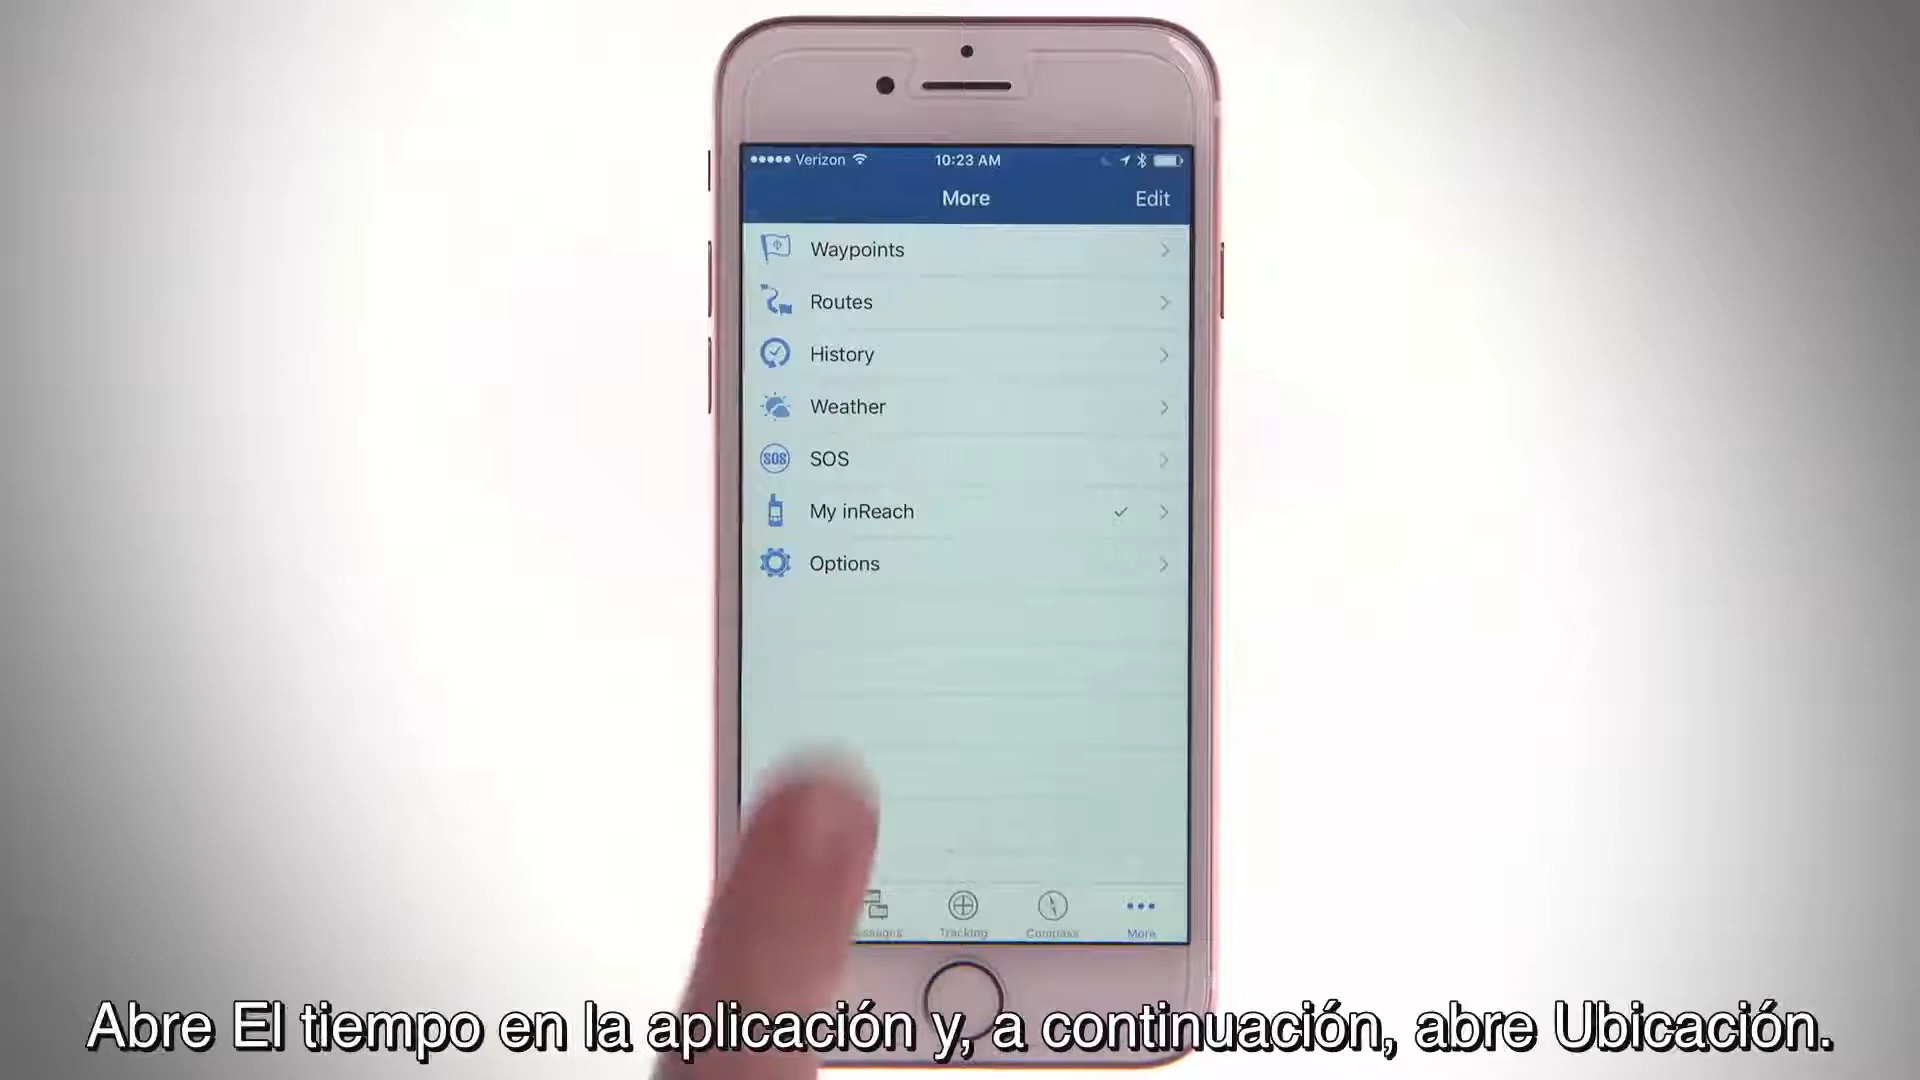 Verizon 10:23 AM
More Edit
Waypoints
Routes
History
Weather
SOS SOS
My inReach
Options
Tracking Compass More
Abre El tiempo en la aplicación y, a continuación, abre Ubicación.